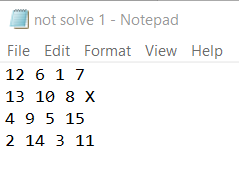 not solve 1 - Notepad
File Edit Format View Help
12 6 1 7
13 10 8 X
4 9 5 15
2 14 3 11